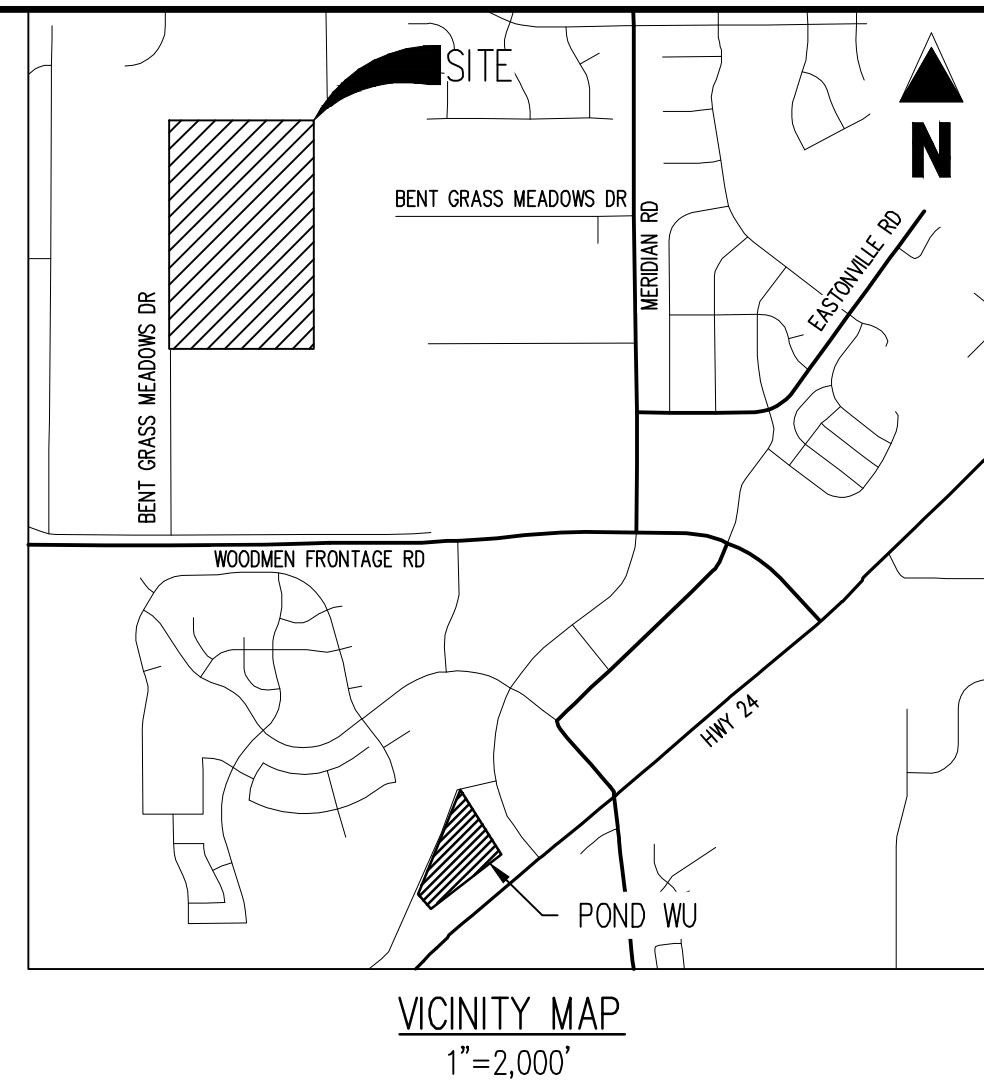 SITE
N
BENT GRASS MEADOWS DR
MERIDIAN RD
EASTONVILLE RD
BENT GRASS MEADOWS DR
WOODMEN FRONTAGE RD
HWY 24
POND WU
VICINITY MAP
1"=2,000'